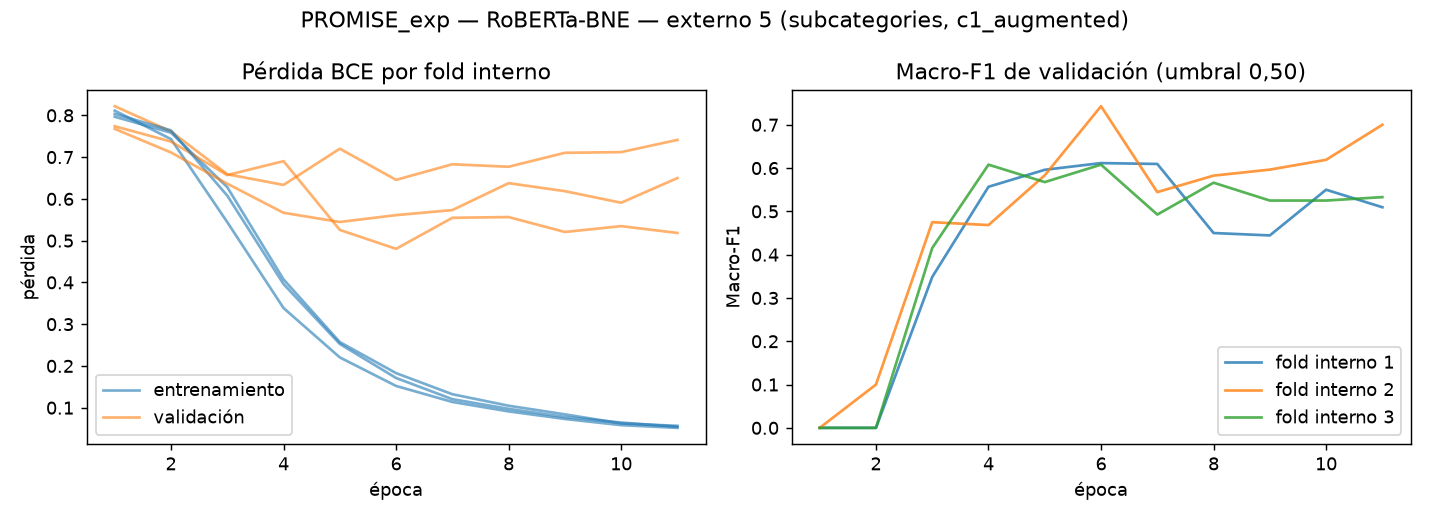 PROMISE_exp — RoBERTa-BNE — externo 5 (subcategories, c1_augmented)
Pérdida BCE por fold interno
0.8
0.7
0.6
0.5
0.4
0.3
0.2
0.1
pérdida
entrenamiento
validación
2 4 6 8 10
época
Macro-F1 de validación (umbral 0,50)
0.7
0.6
0.5
0.4
0.3
0.2
0.1
0.0
Macro-F1
fold interno 1
fold interno 2
fold interno 3
2 4 6 8 10
época